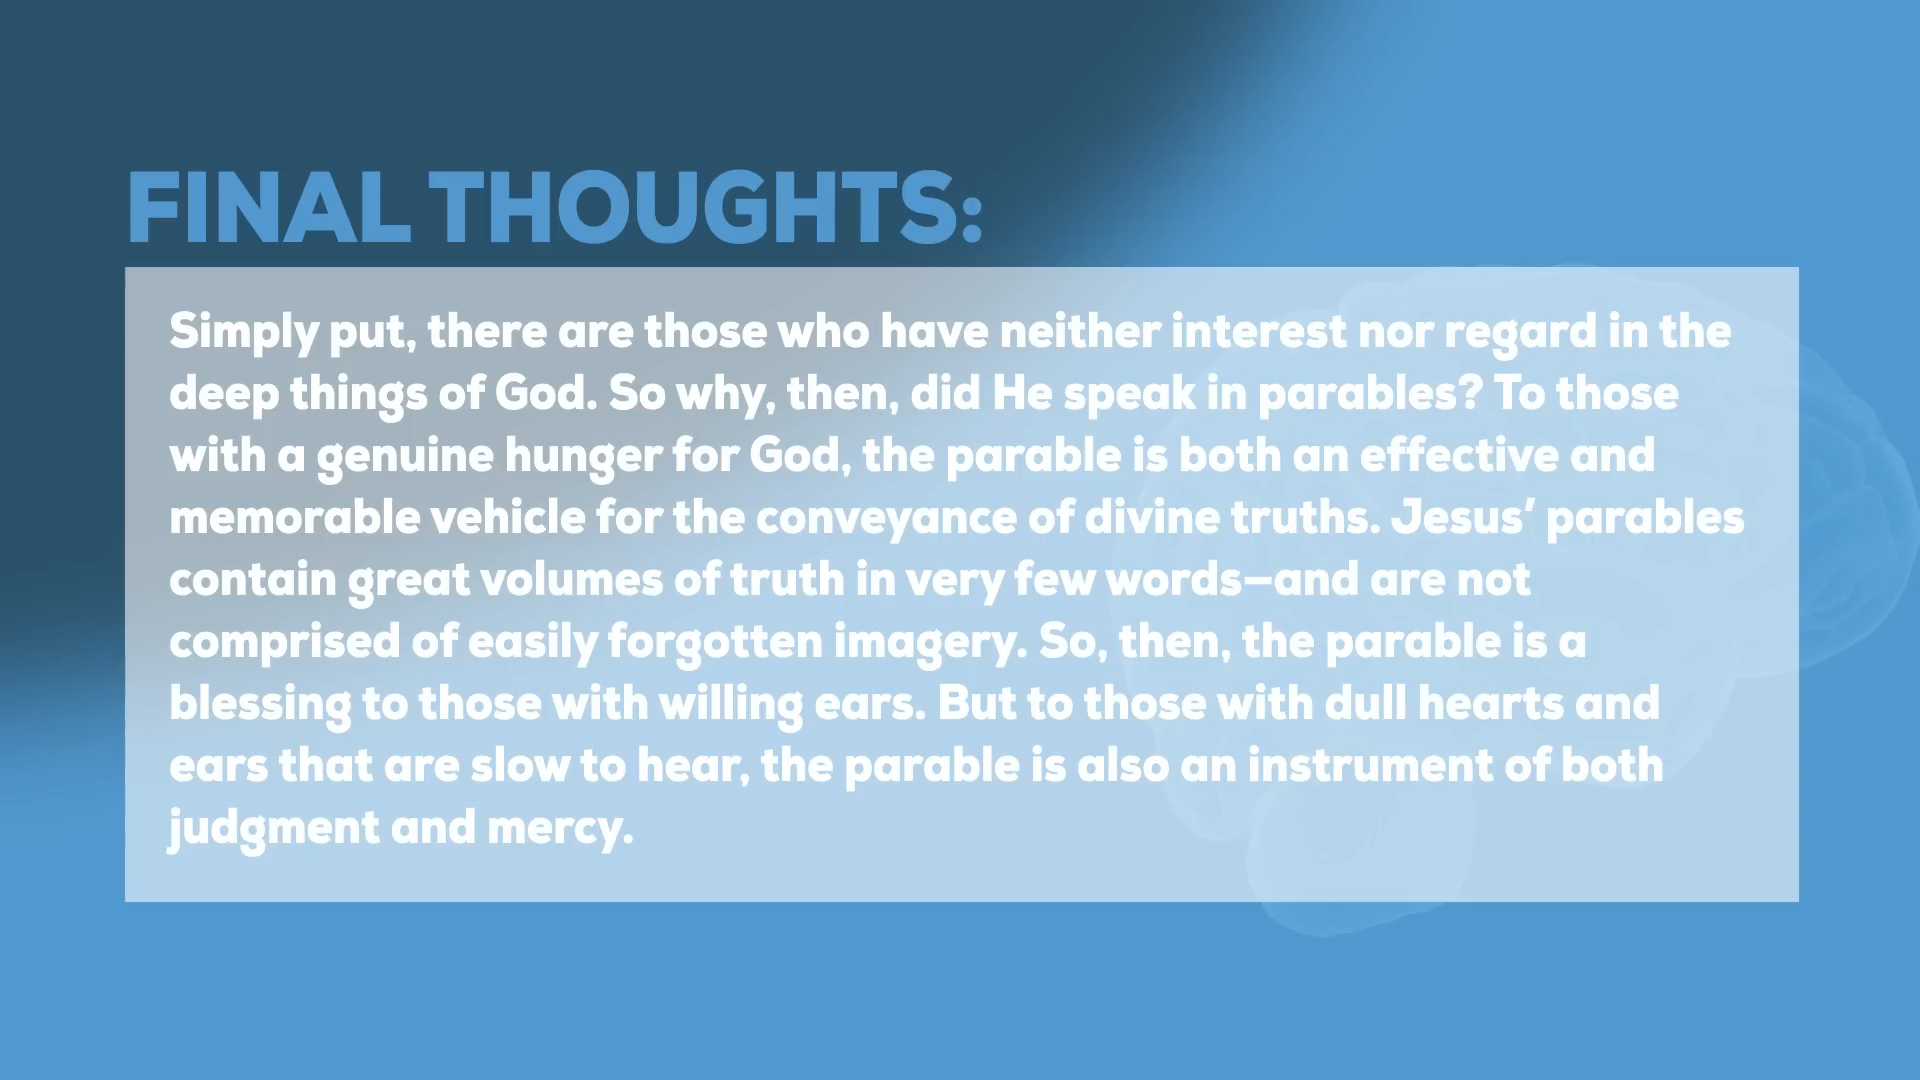 FINAL THOUGHTS:
Simply put, there are those who have neither interest nor regard in the
deep things of God. So why, then, did He speak in parables? To those
with a genuine hunger for God, the parable is both an effective and
memorable vehicle for the conveyance of divine truths. Jesus’ parables
contain great volumes of truth in very few words—and are not
comprised of easily forgotten imagery. So, then, the parable is a
blessing to those with willing ears. But to those with dull hearts and
ears that are slow to hear, the parable is also an instrument of both
judgment and mercy.